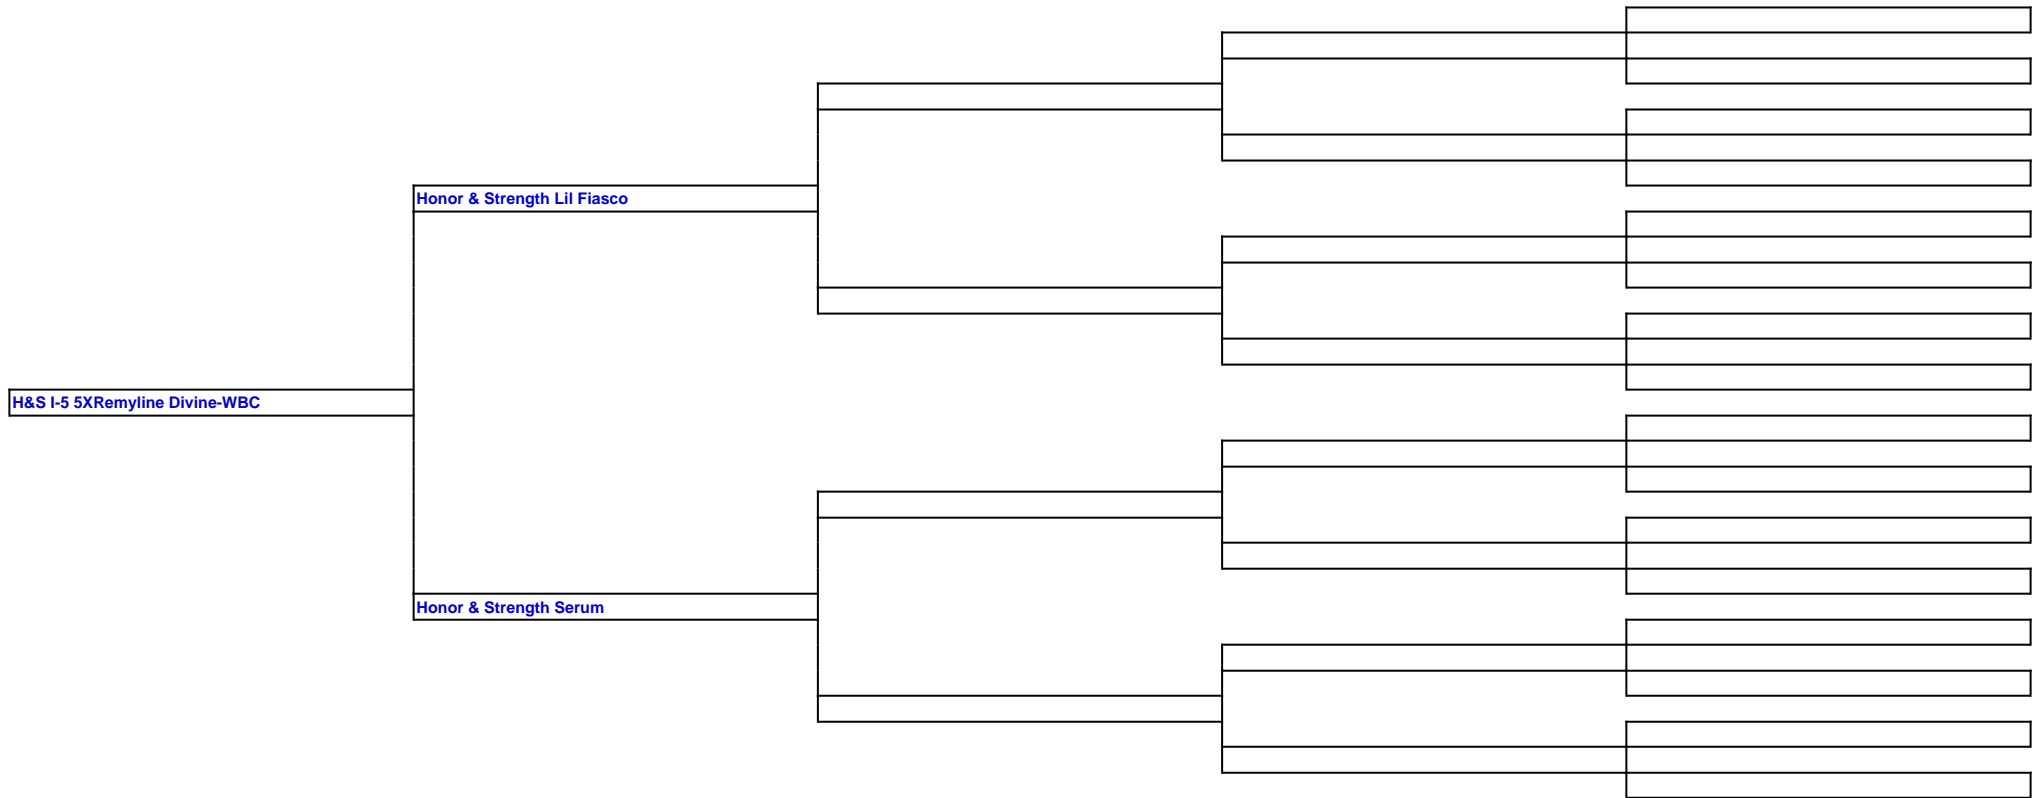 Honor & Strength Lil Fiasco
H&S I-5 5XRemyline Divine-WBC
Honor & Strength Serum